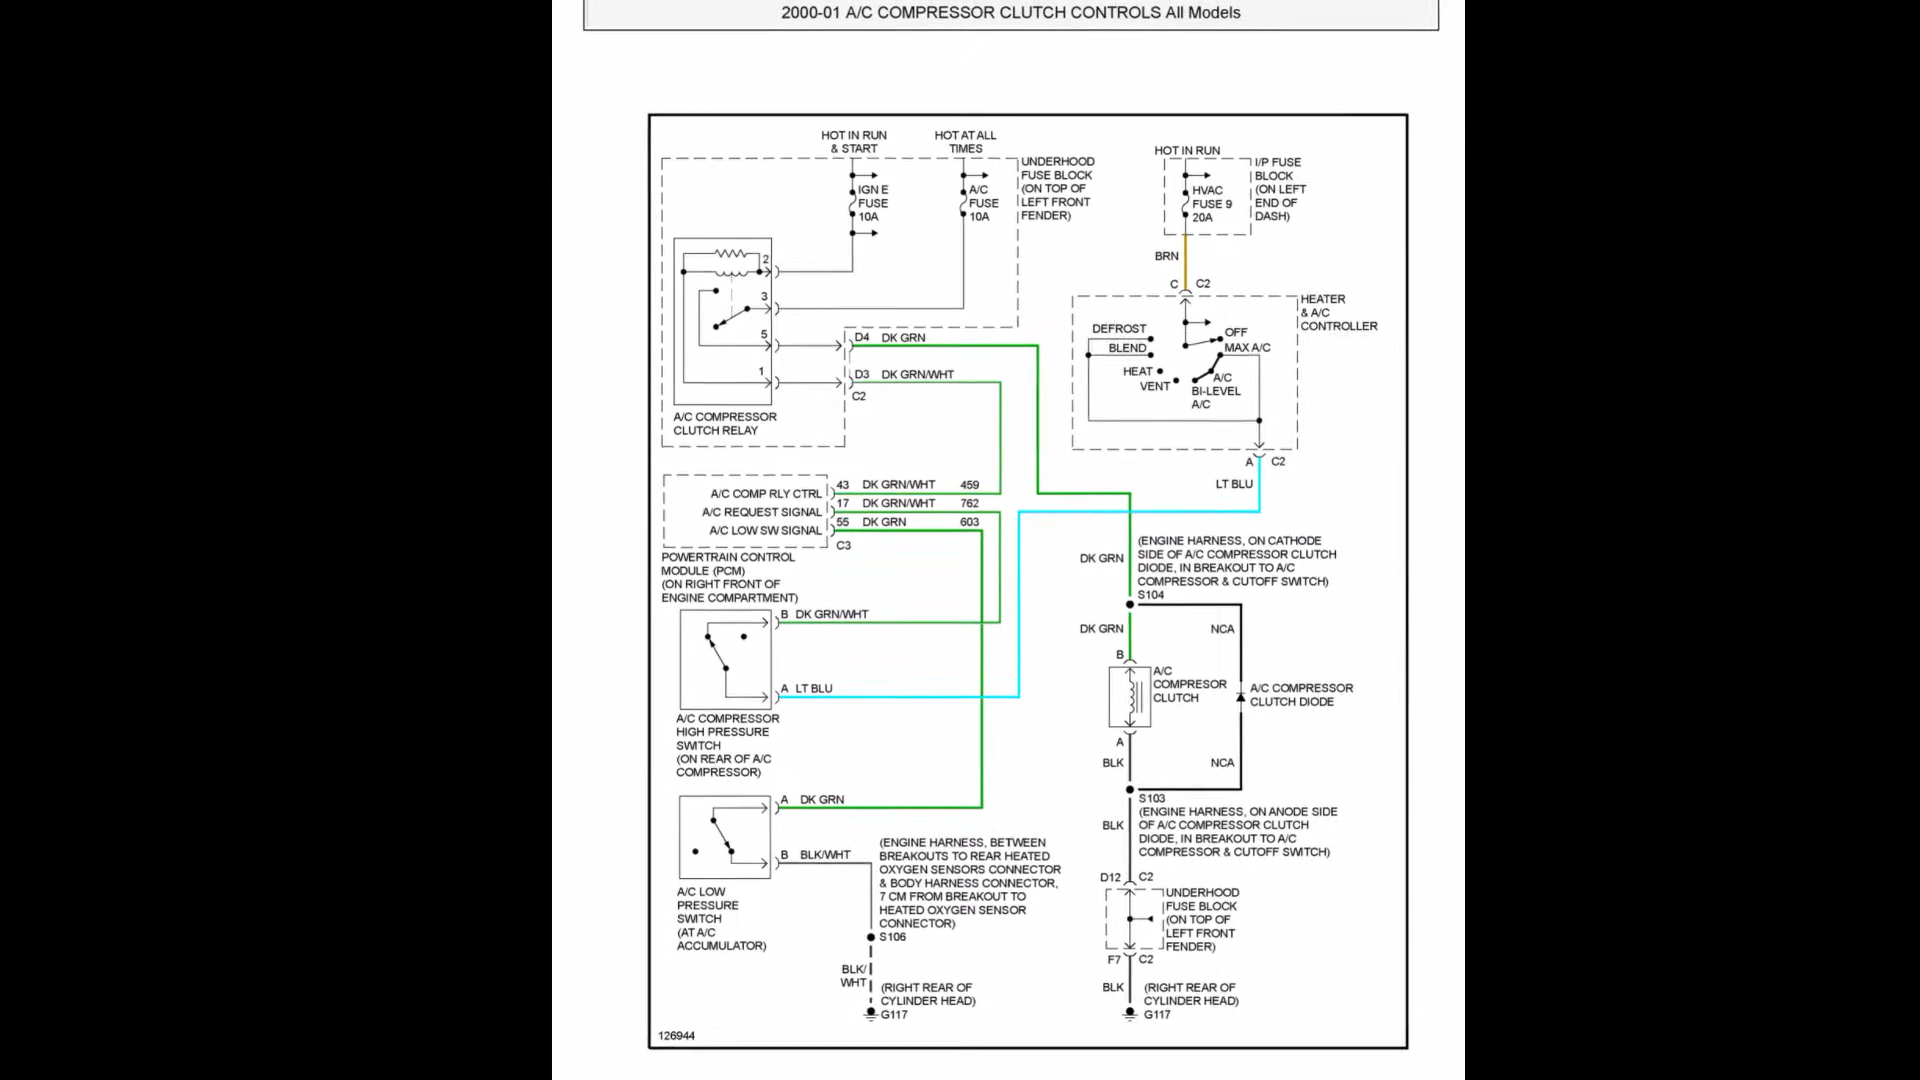 2000-01 A/C COMPRESSOR CLUTCH CONTROLS All Models
HOT IN RUN
& START
HOT AT ALL
TIMES
UNDERHOOD
FUSE BLOCK
(ON TOP OF
LEFT FRONT
FENDER)
IGN E
FUSE
10A
A/C
FUSE
10A
HOT IN RUN
I/P FUSE
BLOCK
(ON LEFT
END OF
DASH)
HVAC
FUSE 9
20A
BRN
C C2
2
3
5
1
D4 DK GRN
D3 DK GRN/WHT
C2
A/C COMPRESSOR
CLUTCH RELAY
HEATER
& A/C
CONTROLLER
DEFROST
BLEND
HEAT
VENT
OFF
MAX A/C
A/C
BI-LEVEL
A/C
A C2
LT BLU
A/C COMP RLY CTRL
A/C REQUEST SIGNAL
A/C LOW SW SIGNAL
43 DK GRN/WHT 459
17 DK GRN/WHT 762
55 DK GRN 603
C3
POWERTRAIN CONTROL
MODULE (PCM)
(ON RIGHT FRONT OF
ENGINE COMPARTMENT)
B DK GRN/WHT
A LT BLU
A/C COMPRESSOR
HIGH PRESSURE
SWITCH
(ON REAR OF A/C
COMPRESSOR)
A DK GRN
B BLK/WHT
A/C LOW
PRESSURE
SWITCH
(AT A/C
ACCUMULATOR)
(ENGINE HARNESS, BETWEEN
BREAKOUTS TO REAR HEATED
OXYGEN SENSORS CONNECTOR
& BODY HARNESS CONNECTOR,
7 CM FROM BREAKOUT TO
HEATED OXYGEN SENSOR
CONNECTOR)
S106
BLK/
WHT
(RIGHT REAR OF
CYLINDER HEAD)
G117
DK GRN
(ENGINE HARNESS, ON CATHODE
SIDE OF A/C COMPRESSOR CLUTCH
DIODE, IN BREAKOUT TO A/C
COMPRESSOR & CUTOFF SWITCH)
S104
DK GRN
NCA
B
A/C
COMPRESOR
CLUTCH
A/C COMPRESSOR
CLUTCH DIODE
A
BLK
NCA
S103
(ENGINE HARNESS, ON ANODE SIDE
OF A/C COMPRESSOR CLUTCH
DIODE, IN BREAKOUT TO A/C
COMPRESSOR & CUTOFF SWITCH)
BLK
D12 C2
UNDERHOOD
FUSE BLOCK
(ON TOP OF
LEFT FRONT
FENDER)
F7 C2
BLK
(RIGHT REAR OF
CYLINDER HEAD)
G117
126944